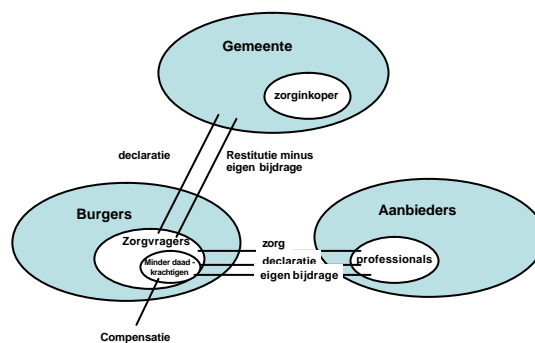 Gemeente
zorginkoper
declaratie
Restitutie minus
eigen bijdrage
Burgers
Zorgvragers
Minder daad-
krachtigen
Compensatie
zorg
declaratie
eigen bijdrage
Aanbieders
professionals